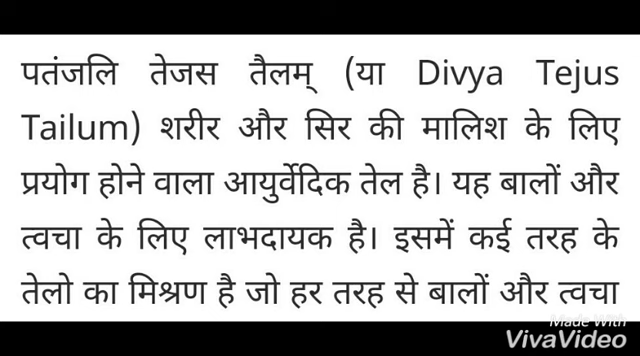 पतंजलि तेजस तैलम् (या Divya Tejus
Tailum) शरीर और सिर की मालिश के लिए
प्रयोग होने वाला आयुर्वेदिक तेल है। यह बालों और
त्वचा के लिए लाभदायक है। इसमें कई तरह के
तेलो का मिश्रण है जो हर तरह से बालों और त्वचा
Made With
VivaVideo